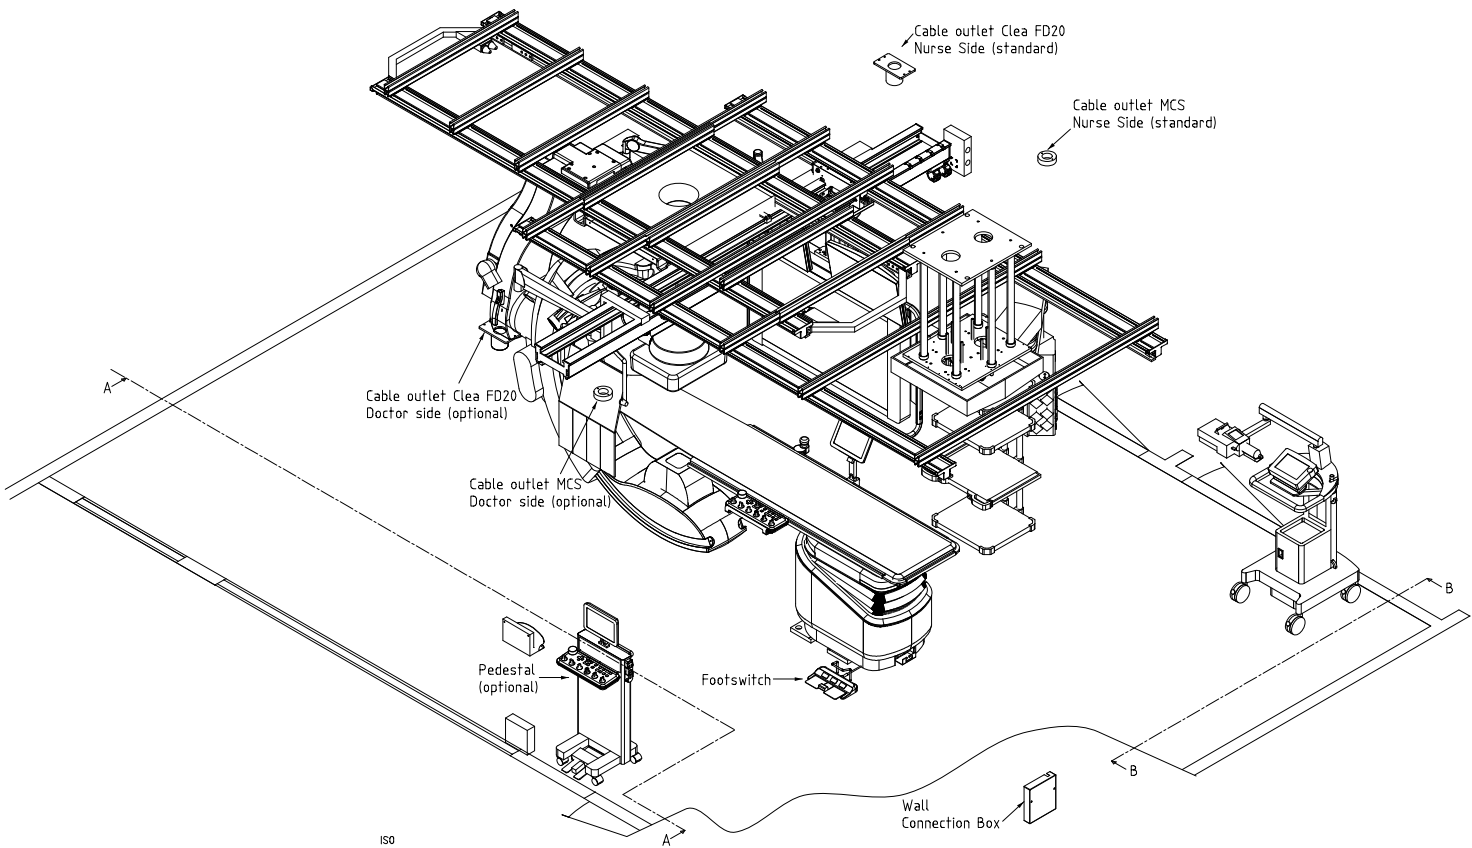 Cable outlet Clea FD20
Nurse Side (standard)
Cable outlet MCS
Nurse Side (standard)
A
Cable outlet Clea FD20
Doctor side (optional)
Cable outlet MCS
Doctor side (optional)
B
Pedestal
(optional)
Footswitch
B
Wall
Connection Box
A
ISO